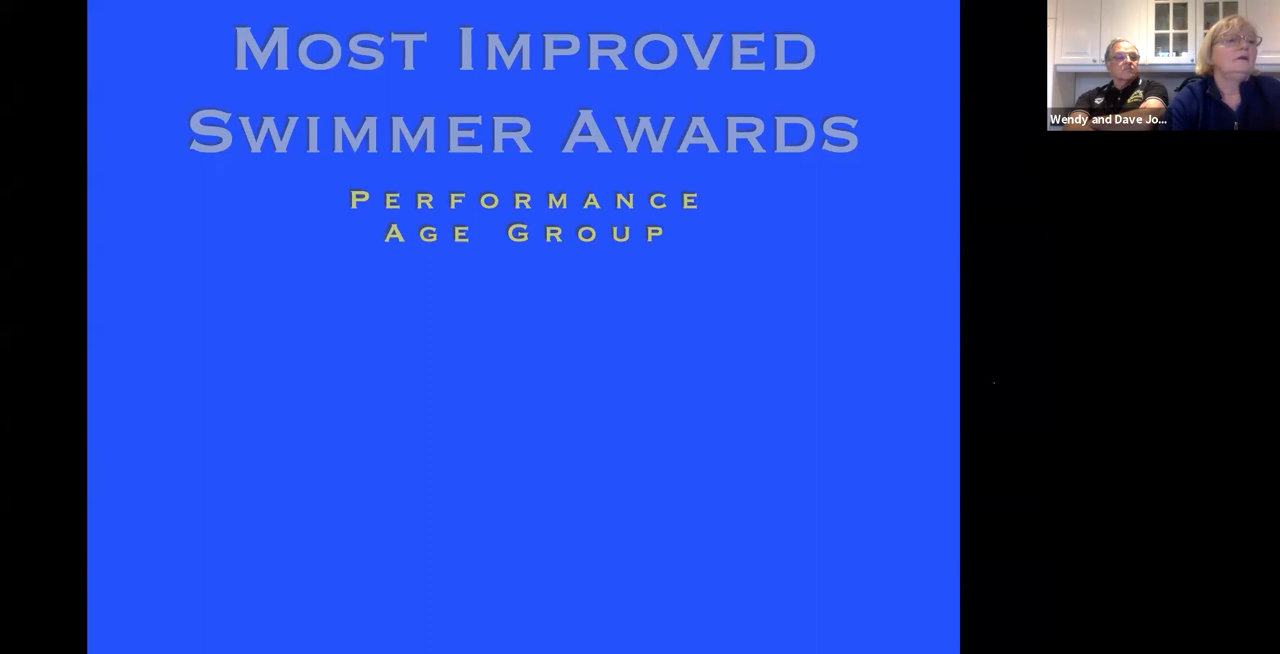 Most Improved
Swimmer Awards
Performance
Age Group
Wendy and Dave Jo...